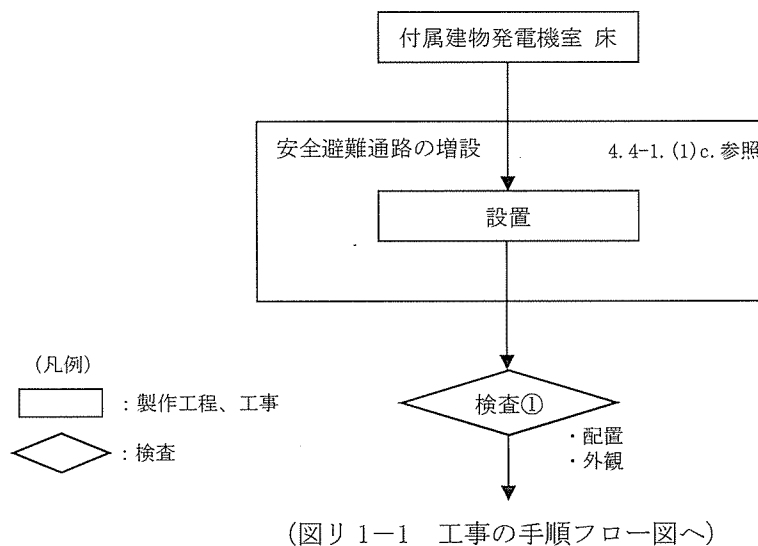 付属建物発電機室 床
安全避難通路の増設
4.4-1.(1)c.参照
設置
(凡例)
：製作工程、工事
：検査
検査①
・配置
・外観
(図リ 1－1 工事の手順フロー図へ)